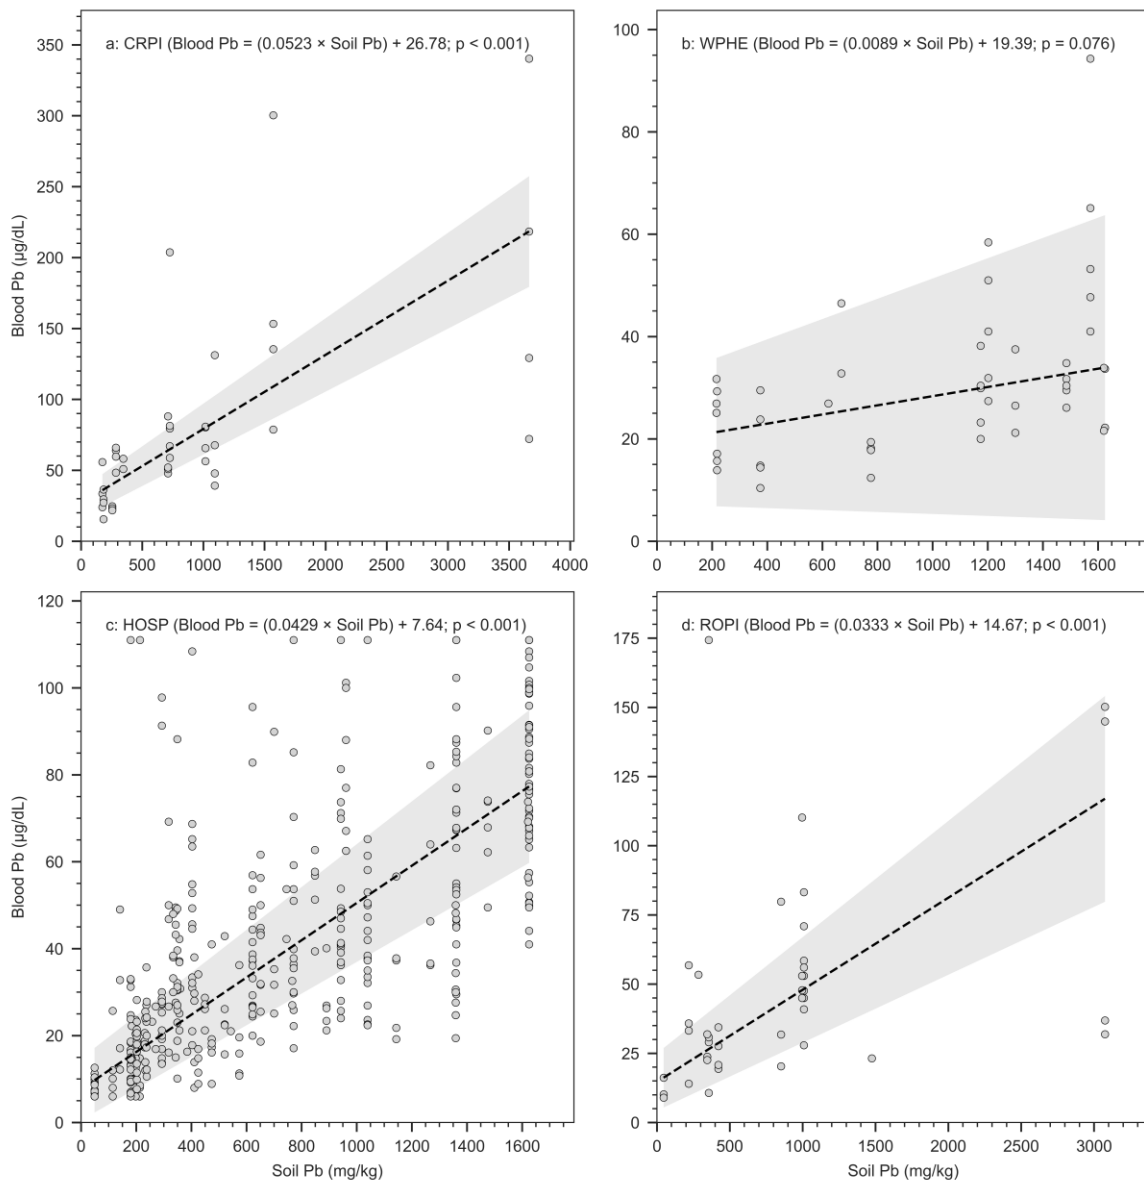 a: CRPI (Blood Pb = (0.0523 × Soil Pb) + 26.78; p < 0.001)
350
300
250
200
150
100
50
0
Blood Pb (µg/dL)
0 500 1000 1500 2000 2500 3000 3500 4000
b: WPHE (Blood Pb = (0.0089 × Soil Pb) + 19.39; p = 0.076)
100
80
60
40
20
0
0 200 400 600 800 1000 1200 1400 1600
c: HOSP (Blood Pb = (0.0429 × Soil Pb) + 7.64; p < 0.001)
120
100
80
60
40
20
0
Blood Pb (µg/dL)
0 200 400 600 800 1000 1200 1400 1600
Soil Pb (mg/kg)
d: ROPI (Blood Pb = (0.0333 × Soil Pb) + 14.67; p < 0.001)
175
150
125
100
75
50
25
0
0 500 1000 1500 2000 2500 3000
Soil Pb (mg/kg)